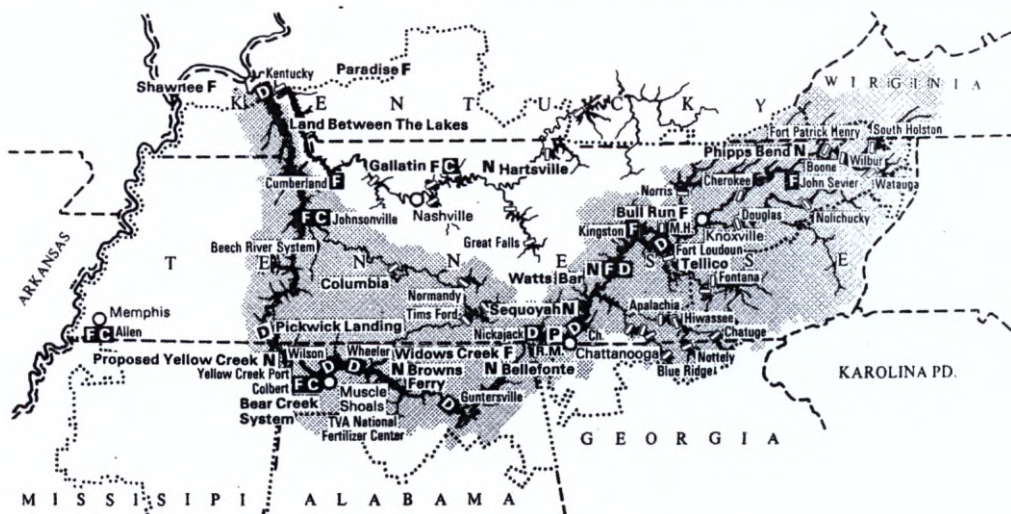 Paradise F
Kentucky
Shawnee F
D
WIRGINIA
KENTUCKY
Land Between The Lakes
Fort Patrick Henry
South Holston
Phipps Bend N
Gallatin F C
N Hartsville
Boone
Wilbur
Cumberland F
Norris
Cherokee
F
John Sevier
Watauga
Nashville
Bull Run F
Douglas
Nolichucky
F C Johnsonville
Kingston F
M.H.
Knoxville
Great Falls
D
Fort Loudoun
Beech River System
Tellico
ARKANSAS
TENNESSEE
Watts Bar N F D
Fontana
Columbia
Normandy
Tims Ford
Sequoyah N
Apalachia
Hiwassee
Memphis
F C Allen
D Pickwick Landing
Nickajack D P D
Ch.
Chatuge
Proposed Yellow Creek N
Wilson
Wheeler
Widows Creek F
R.M.
Chattanooga
Nottely
Yellow Creek Port
D D
N Browns Ferry
N Bellefonte
Blue Ridge
KAROLINA PD.
Colbert F C
Muscle Shoals
Guntersville
D
Bear Creek System
TVA National
Fertilizer Center
GEORGIA
MISSISIPI
ALABAMA